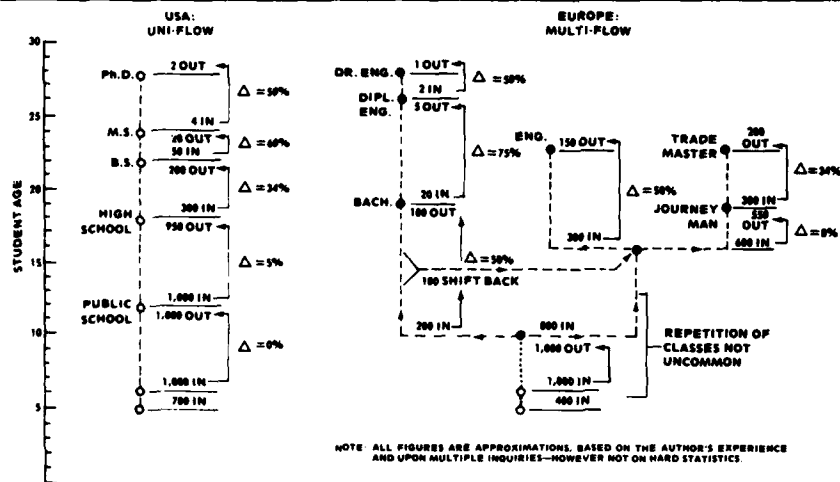 USA:
UNI-FLOW
EUROPE:
MULTI-FLOW
STUDENT AGE
30
25
20
15
10
5
Ph.D.
2 OUT
Δ = 50%
4 IN
M.S.
20 OUT
50 IN
Δ = 60%
B.S.
200 OUT
Δ = 34%
300 IN
HIGH
SCHOOL
950 OUT
Δ = 5%
1,000 IN
PUBLIC
SCHOOL
1,000 OUT
Δ = 0%
1,000 IN
700 IN
DR. ENG.
1 OUT
Δ = 50%
2 IN
DIPL.
ENG.
5 OUT
Δ = 75%
20 IN
BACH.
100 OUT
Δ = 50%
100 SHIFT BACK
200 IN
800 IN
1,000 OUT
1,000 IN
400 IN
ENG.
150 OUT
Δ = 50%
300 IN
TRADE
MASTER
200
OUT
Δ = 34%
300 IN
JOURNEY
MAN
550
OUT
Δ = 0%
600 IN
REPETITION OF
CLASSES NOT
UNCOMMON
NOTE: ALL FIGURES ARE APPROXIMATIONS, BASED ON THE AUTHOR'S EXPERIENCE
AND UPON MULTIPLE INQUIRIES—HOWEVER NOT ON HARD STATISTICS.